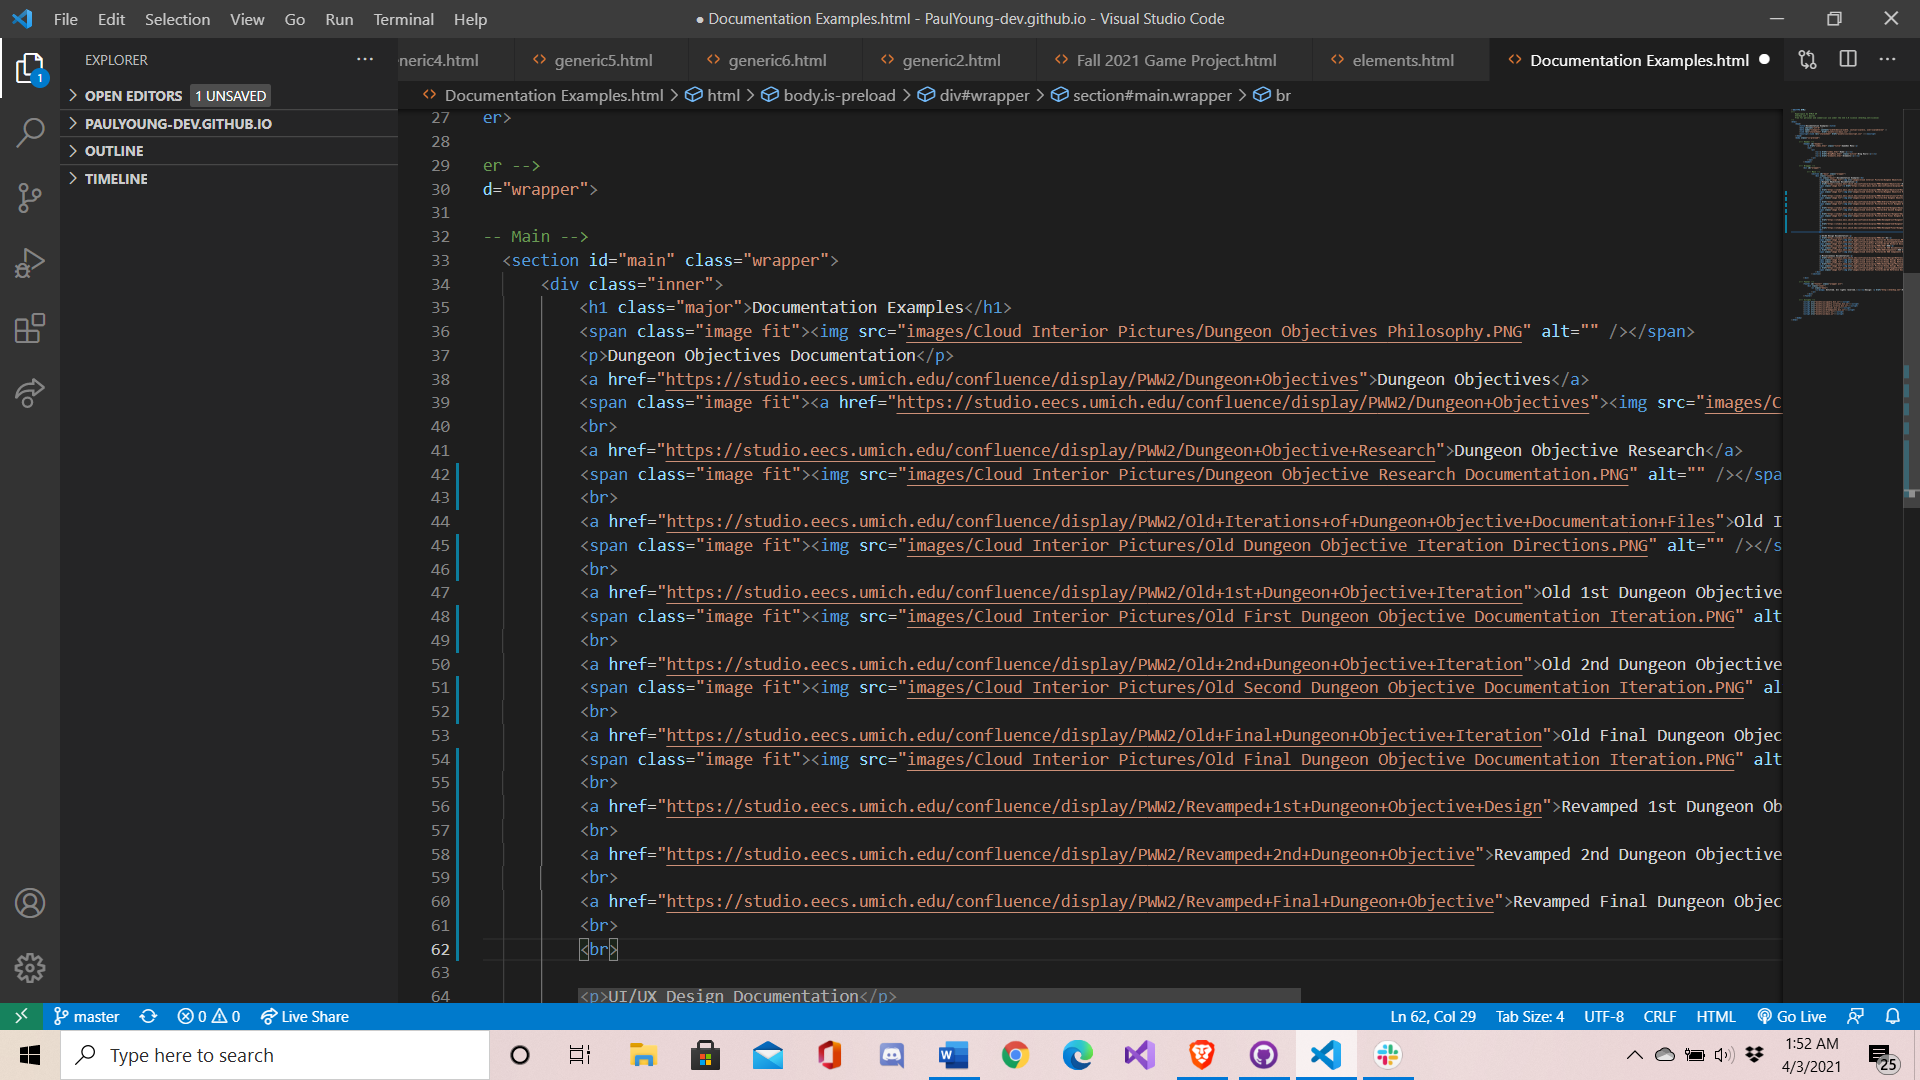 File Edit Selection View Go Run Terminal Help
● Documentation Examples.html - PaulYoung-dev.github.io - Visual Studio Code
EXPLORER
neric4.html generic5.html generic6.html generic2.html Fall 2021 Game Project.html elements.html Documentation Examples.html
OPEN EDITORS 1 UNSAVED
PAULYOUNG-DEV.GITHUB.IO
OUTLINE
TIMELINE
1
Documentation Examples.html > html > body.is-preload > div#wrapper > section#main.wrapper > br
27 er>
28
29 er -->
30 d="wrapper">
31
32 -- Main -->
33 <section id="main" class="wrapper">
34 <div class="inner">
35 <h1 class="major">Documentation Examples</h1>
36 <span class="image fit"><img src="images/Cloud Interior Pictures/Dungeon Objectives Philosophy.PNG" alt="" /></span>
37 <p>Dungeon Objectives Documentation</p>
38 <a href="https://studio.eecs.umich.edu/confluence/display/PWW2/Dungeon+Objectives">Dungeon Objectives</a>
39 <span class="image fit"><a href="https://studio.eecs.umich.edu/confluence/display/PWW2/Dungeon+Objectives"><img src="images/C
40 <br>
41 <a href="https://studio.eecs.umich.edu/confluence/display/PWW2/Dungeon+Objective+Research">Dungeon Objective Research</a>
42 <span class="image fit"><img src="images/Cloud Interior Pictures/Dungeon Objective Research Documentation.PNG" alt="" /></spa
43 <br>
44 <a href="https://studio.eecs.umich.edu/confluence/display/PWW2/Old+Iterations+of+Dungeon+Objective+Documentation+Files">Old I
45 <span class="image fit"><img src="images/Cloud Interior Pictures/Old Dungeon Objective Iteration Directions.PNG" alt="" /></s
46 <br>
47 <a href="https://studio.eecs.umich.edu/confluence/display/PWW2/Old+1st+Dungeon+Objective+Iteration">Old 1st Dungeon Objective
48 <span class="image fit"><img src="images/Cloud Interior Pictures/Old First Dungeon Objective Documentation Iteration.PNG" alt
49 <br>
50 <a href="https://studio.eecs.umich.edu/confluence/display/PWW2/Old+2nd+Dungeon+Objective+Iteration">Old 2nd Dungeon Objective
51 <span class="image fit"><img src="images/Cloud Interior Pictures/Old Second Dungeon Objective Documentation Iteration.PNG" al
52 <br>
53 <a href="https://studio.eecs.umich.edu/confluence/display/PWW2/Old+Final+Dungeon+Objective+Iteration">Old Final Dungeon Objec
54 <span class="image fit"><img src="images/Cloud Interior Pictures/Old Final Dungeon Objective Documentation Iteration.PNG" alt
55 <br>
56 <a href="https://studio.eecs.umich.edu/confluence/display/PWW2/Revamped+1st+Dungeon+Objective+Design">Revamped 1st Dungeon Ob
57 <br>
58 <a href="https://studio.eecs.umich.edu/confluence/display/PWW2/Revamped+2nd+Dungeon+Objective">Revamped 2nd Dungeon Objective
59 <br>
60 <a href="https://studio.eecs.umich.edu/confluence/display/PWW2/Revamped+Final+Dungeon+Objective">Revamped Final Dungeon Objec
61 <br>
62 <br>
63
64 <p>UI/UX Design Documentation</p>
master 0 0 Live Share
Ln 62, Col 29 Tab Size: 4 UTF-8 CRLF HTML Go Live
Type here to search
1:52 AM
4/3/2021
25